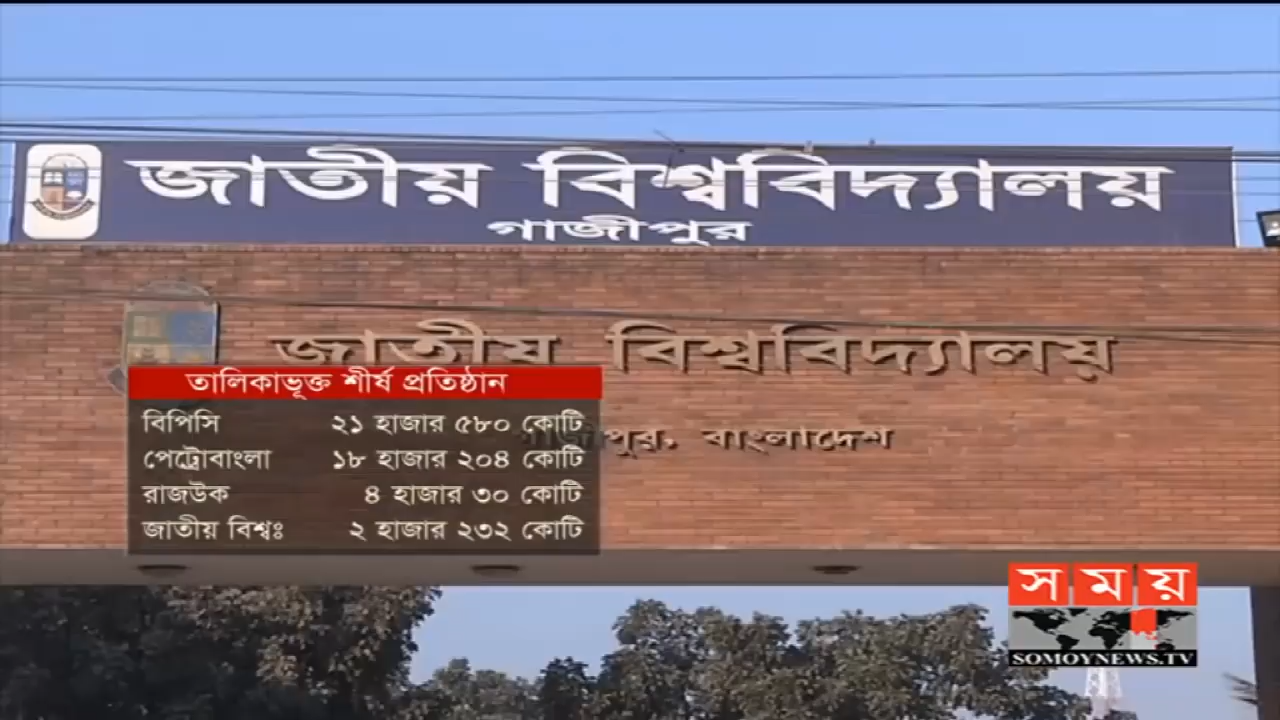 জাতীয় বিশ্ববিদ্যালয়
গাজীপুর
জাতীয় বিশ্ববিদ্যালয়
গাজীপুর, বাংলাদেশ
তালিকাভূক্ত শীর্ষ প্রতিষ্ঠান
বিপিসি ২১ হাজার ৫৮০ কোটি
পেট্রোবাংলা ১৮ হাজার ২০৪ কোটি
রাজউক ৪ হাজার ৩০ কোটি
জাতীয় বিশ্বঃ ২ হাজার ২৩২ কোটি
সময়
SOMOYNEWS.TV